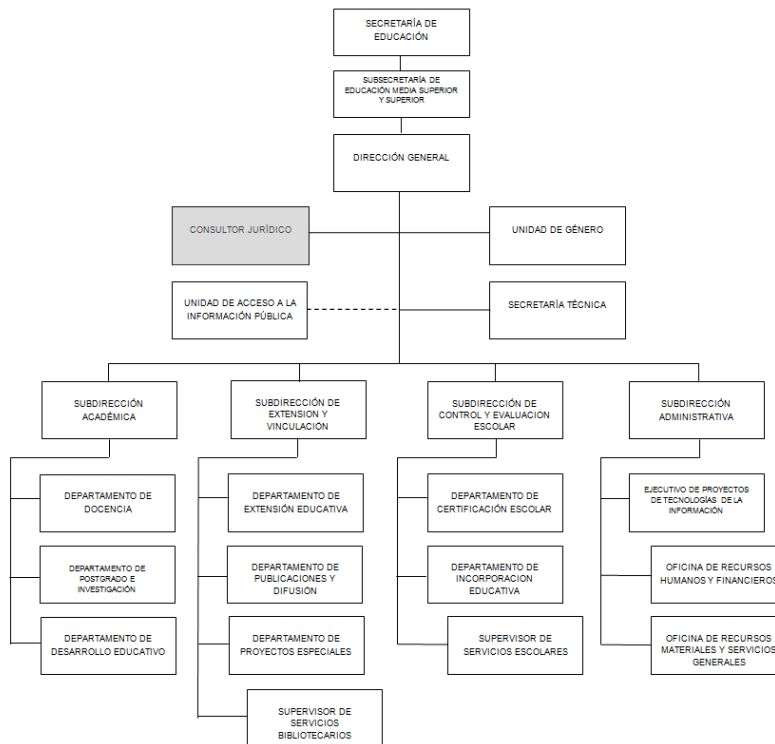 SECRETARÍA DE
EDUCACIÓN
SUBSECRETARÍA DE
EDUCACIÓN MEDIA SUPERIOR
Y SUPERIOR
DIRECCIÓN GENERAL
CONSULTOR JURÍDICO
UNIDAD DE GÉNERO
UNIDAD DE ACCESO A LA
INFORMACIÓN PÚBLICA
SECRETARÍA TÉCNICA
SUBDIRECCIÓN
ACADÉMICA
SUBDIRECCIÓN DE
EXTENSION Y
VINCULACIÓN
SUBDIRECCIÓN DE
CONTROL Y EVALUACION
ESCOLAR
SUBDIRECCIÓN
ADMINISTRATIVA
DEPARTAMENTO DE
DOCENCIA
DEPARTAMENTO DE
EXTENSIÓN EDUCATIVA
DEPARTAMENTO DE
CERTIFICACIÓN ESCOLAR
EJECUTIVO DE PROYECTOS
DE TECNOLOGÍAS DE LA
INFORMACIÓN
DEPARTAMENTO DE
POSTGRADO E
INVESTIGACIÓN
DEPARTAMENTO DE
PUBLICACIONES Y
DIFUSIÓN
DEPARTAMENTO DE
INCORPORACION
EDUCATIVA
OFICINA DE RECURSOS
HUMANOS Y FINANCIEROS
DEPARTAMENTO DE
DESARROLLO EDUCATIVO
DEPARTAMENTO DE
PROYECTOS ESPECIALES
SUPERVISOR DE
SERVICIOS ESCOLARES
OFICINA DE RECURSOS
MATERIALES Y SERVICIOS
GENERALES
SUPERVISOR DE
SERVICIOS
BIBLIOTECARIOS